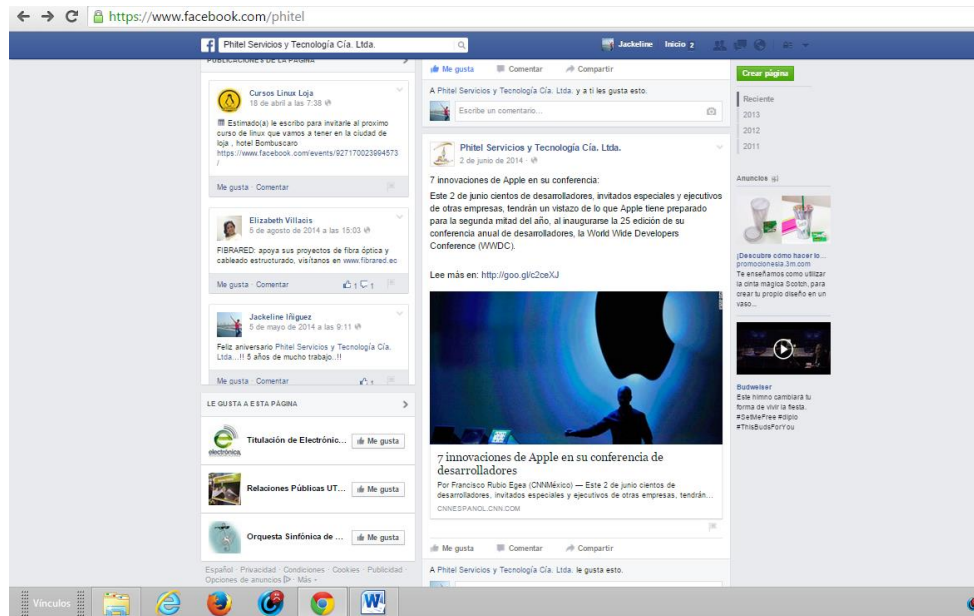 https://www.facebook.com/phitel
Phitel Servicios y Tecnología Cía. Ltda.
Jackeline Inicio 2
PUBLICACIONES DE LA PÁGINA
Cursos Linux Loja
18 de abril a las 7:38
Estimado(a) le escribo para invitarle al proximo
curso de linux que vamos a tener en la ciudad de
loja , hotel Bombuscaro
https://www.facebook.com/events/927170023994573
/
Me gusta · Comentar
Elizabeth Villacis
5 de agosto de 2014 a las 15:03
FIBRARED: apoya sus proyectos de fibra óptica y
cableado estructurado, visítanos en www.fibrared.ec
Me gusta · Comentar 1 1
Jackeline Iñiguez
5 de mayo de 2014 a las 9:11
Feliz aniversario Phitel Servicios y Tecnología Cía.
Ltda...!! 5 años de mucho trabajo..!!
Me gusta · Comentar
LE GUSTA A ESTA PÁGINA
electrónica
Titulación de Electrónic... Me gusta
Relaciones Públicas UT... Me gusta
Orquesta Sinfónica de ... Me gusta
Español · Privacidad · Condiciones · Cookies · Publicidad ·
Opciones de anuncios · Más
Me gusta Comentar Compartir
A Phitel Servicios y Tecnología Cía. Ltda. y a ti les gusta esto.
Escribe un comentario...
Phitel Servicios y Tecnología Cía. Ltda.
2 de junio de 2014
7 innovaciones de Apple en su conferencia:
Este 2 de junio cientos de desarrolladores, invitados especiales y ejecutivos
de otras empresas, tendrán un vistazo de lo que Apple tiene preparado
para la segunda mitad del año, al inaugurarse la 25 edición de su
conferencia anual de desarrolladores, la World Wide Developers
Conference (WWDC).
Lee más en: http://goo.gl/c2ceXJ
7 innovaciones de Apple en su conferencia de
desarrolladores
Por Francisco Rubio Egea (CNNMéxico) — Este 2 de junio cientos de
desarrolladores, invitados especiales y ejecutivos de otras empresas, tendrán...
CNNESPANOL.CNN.COM
Me gusta Comentar Compartir
A Phitel Servicios y Tecnología Cía. Ltda. le gusta esto.
Crear página
Reciente
2013
2012
2011
Anuncios
¡Descubre cómo hacer lo...
promocionesla.3m.com
Te enseñamos como utilizar
la cinta mágica Scotch, para
crear tu propio diseño en un
vaso...
Budweiser
Este himno cambiará tu
forma de vivir la fiesta.
#SetMeFree #diplo
#ThisBudsForYou
Vínculos